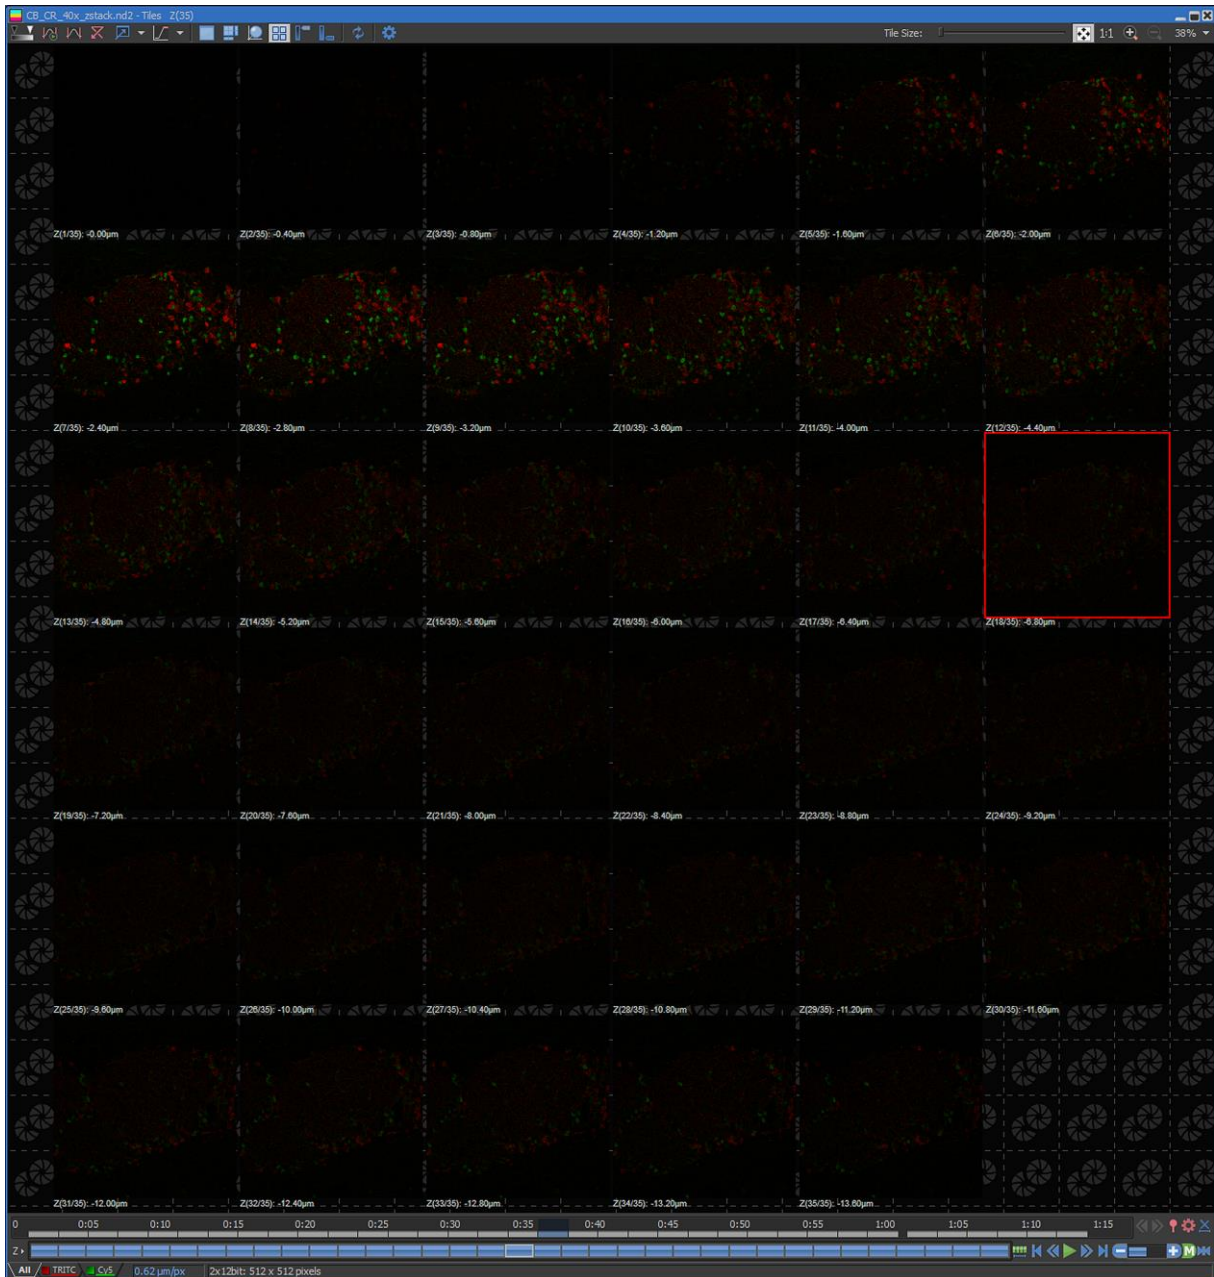 CB_CR_40x_zstack.nd2 - Tiles Z(35)
Tile Size: 1:1 38%
Z(1/35): -0.00µm Z(2/35): -0.40µm Z(3/35): -0.80µm Z(4/35): -1.20µm Z(5/35): -1.60µm Z(6/35): -2.00µm
Z(7/35): -2.40µm Z(8/35): -2.80µm Z(9/35): -3.20µm Z(10/35): -3.60µm Z(11/35): -4.00µm Z(12/35): -4.40µm
Z(13/35): -4.80µm Z(14/35): -5.20µm Z(15/35): -5.60µm Z(16/35): -6.00µm Z(17/35): -6.40µm Z(18/35): -6.80µm
Z(19/35): -7.20µm Z(20/35): -7.60µm Z(21/35): -8.00µm Z(22/35): -8.40µm Z(23/35): -8.80µm Z(24/35): -9.20µm
Z(25/35): -9.60µm Z(26/35): -10.00µm Z(27/35): -10.40µm Z(28/35): -10.80µm Z(29/35): -11.20µm Z(30/35): -11.60µm
Z(31/35): -12.00µm Z(32/35): -12.40µm Z(33/35): -12.80µm Z(34/35): -13.20µm Z(35/35): -13.60µm
0 0:05 0:10 0:15 0:20 0:25 0:30 0:35 0:40 0:45 0:50 0:55 1:00 1:05 1:10 1:15
Z M
All TRITC Cy5 0.62 µm/px 2x12bit: 512 x 512 pixels